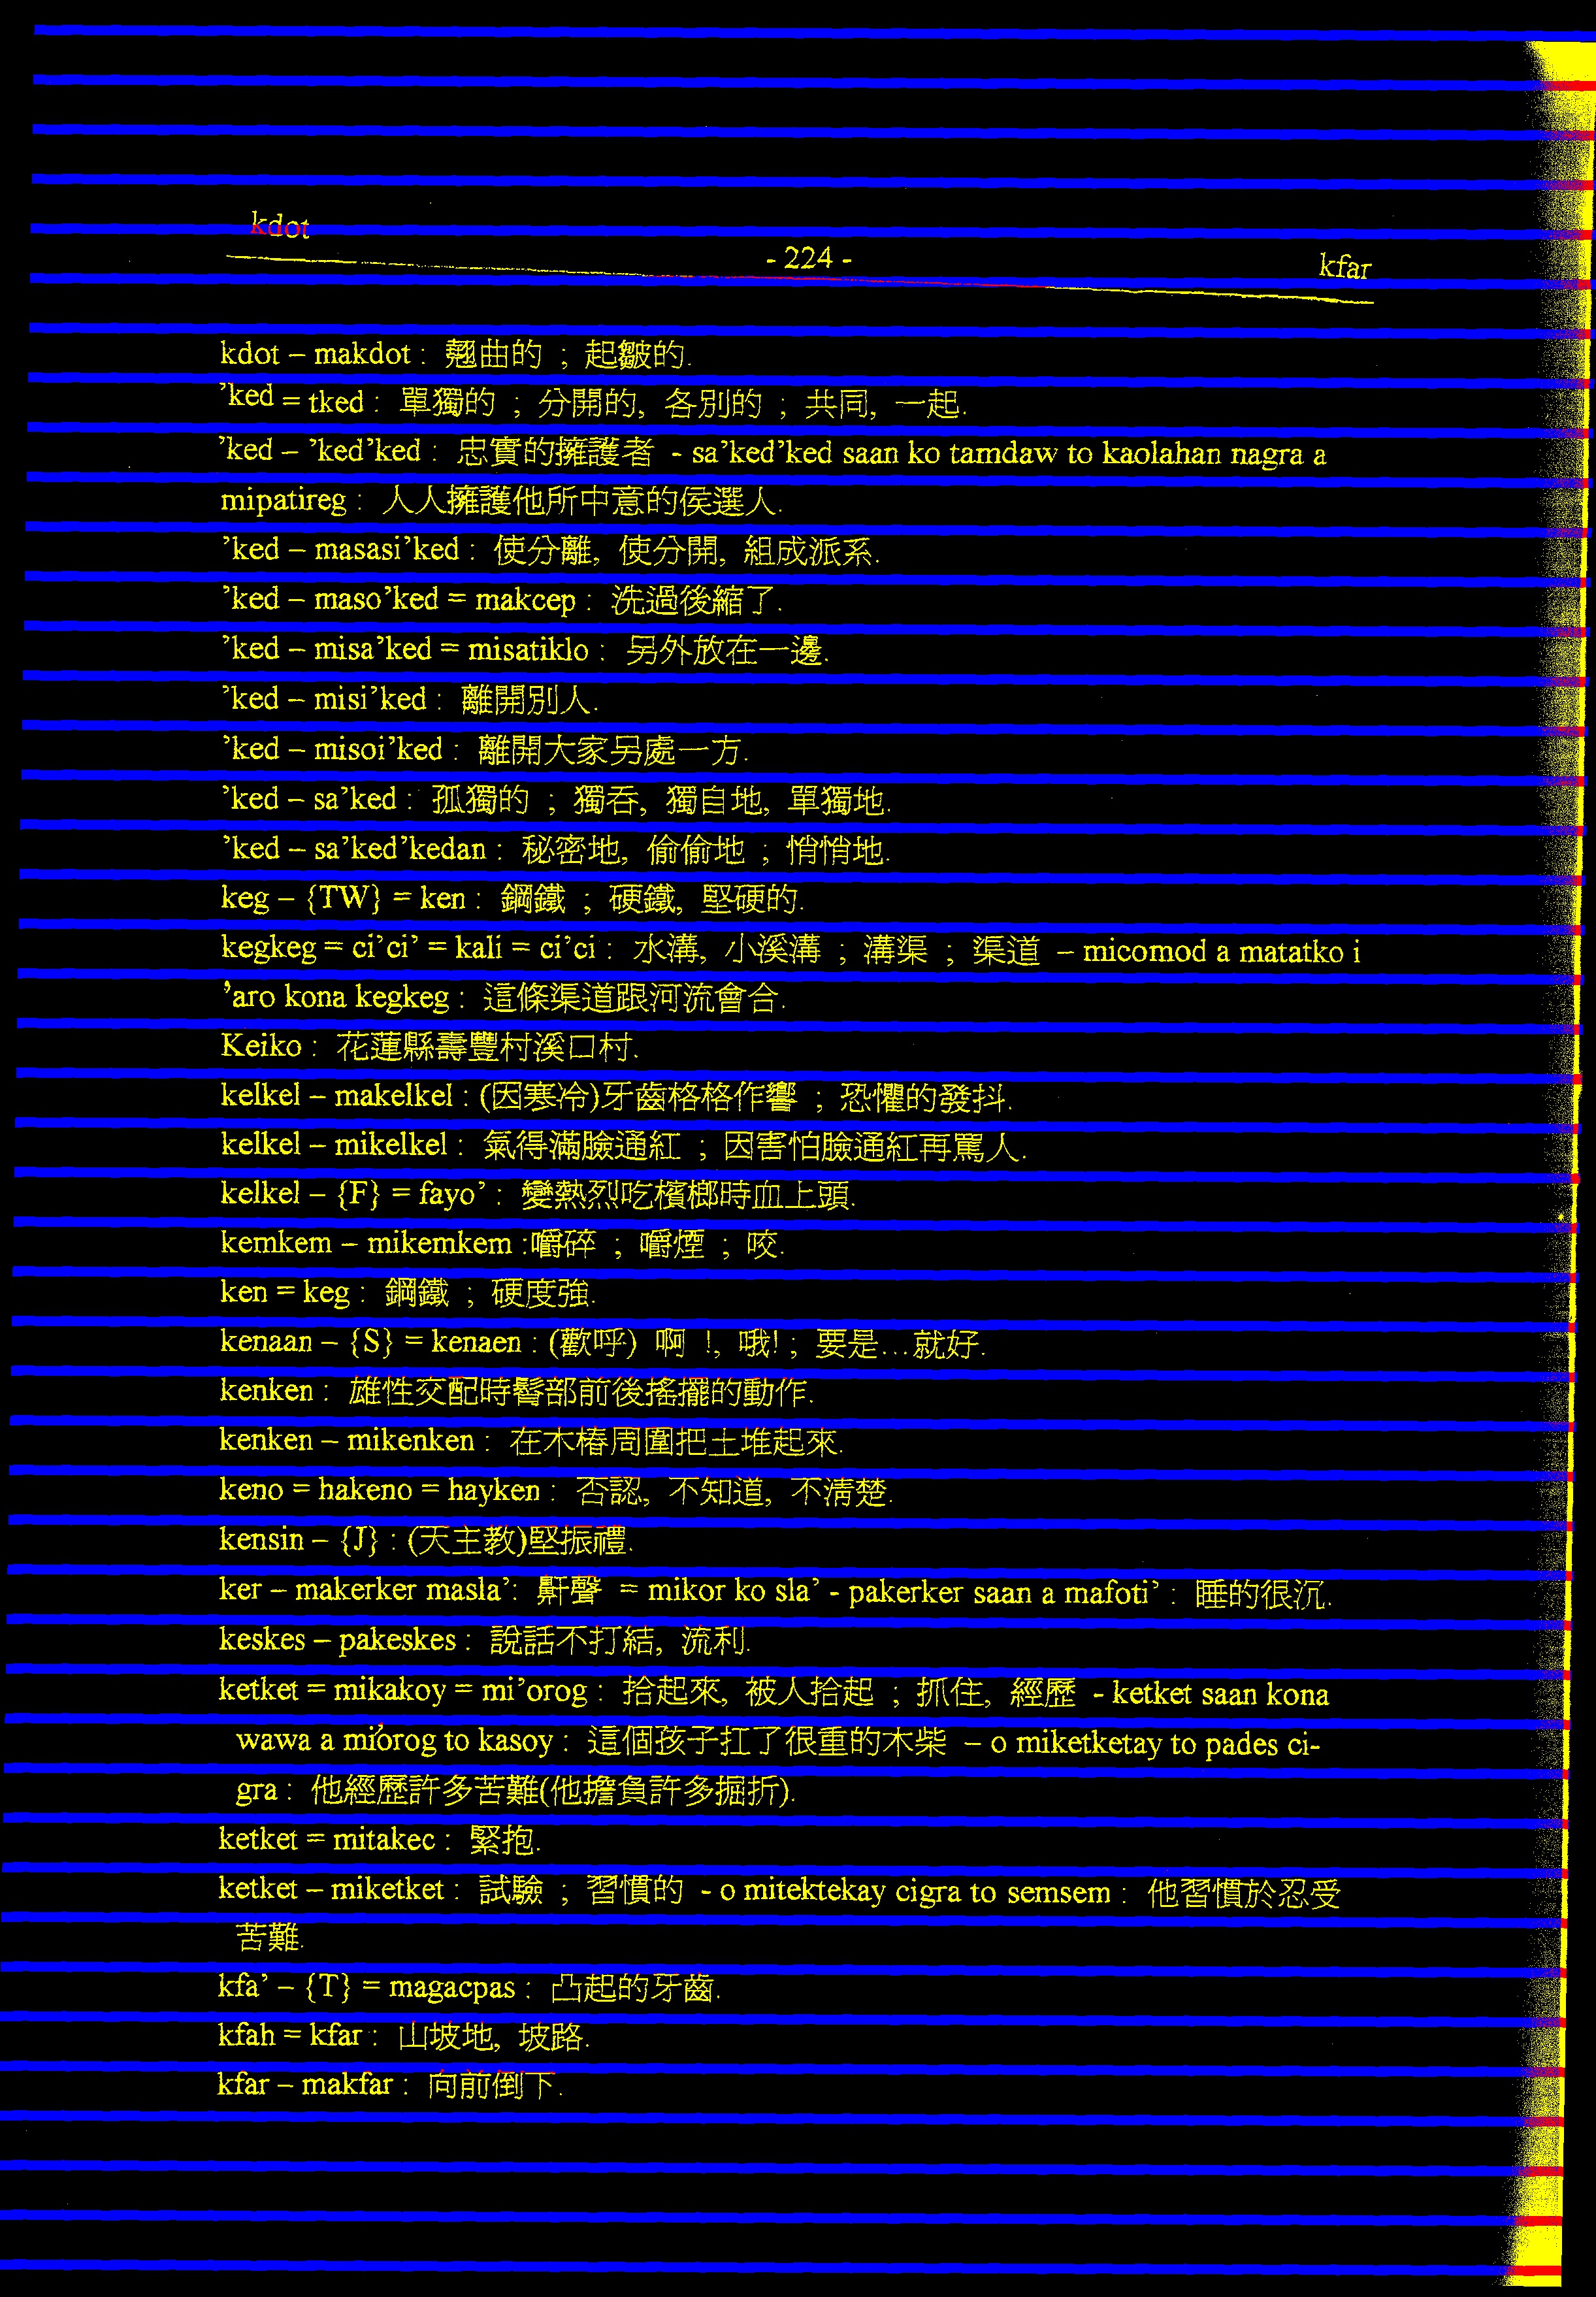 kdot
- 224 -
kfar
kdot – makdot : 翹曲的 ; 起皺的.
’ked = tked : 單獨的 ; 分開的, 各別的 ; 共同, 一起.
’ked – ’ked’ked : 忠實的擁護者 - sa’ked’ked saan ko tamdaw to kaolahan nagra a
mipatireg : 人人擁護他所中意的侯選人.
’ked – masasi’ked : 使分離, 使分開, 組成派系.
’ked – maso’ked = makcep : 洗過後縮了.
’ked – misa’ked = misatiklo : 另外放在一邊.
’ked – misi’ked : 離開別人.
’ked – misoi’ked : 離開大家另處一方.
’ked – sa’ked : 孤獨的 ; 獨吞, 獨自地, 單獨地.
’ked – sa’ked’kedan : 秘密地, 偷偷地 ; 悄悄地.
keg – {TW} = ken : 鋼鐵 ; 硬鐵, 堅硬的.
kegkeg = ci’ci’ = kali = ci’ci : 水溝, 小溪溝 ; 溝渠 ; 渠道 – micomod a matatko i
’aro kona kegkeg : 這條渠道跟河流會合.
Keiko : 花蓮縣壽豐村溪口村.
kelkel – makelkel : (因寒冷)牙齒格格作響 ; 恐懼的發抖.
kelkel – mikelkel : 氣得滿臉通紅 ; 因害怕臉通紅再罵人.
kelkel – {F} = fayo’ : 變熱烈吃檳榔時血上頭.
kemkem – mikemkem :嚼碎 ; 嚼煙 ; 咬.
ken = keg : 鋼鐵 ; 硬度強.
kenaan – {S} = kenaen : (歡呼) 啊 !, 哦! ; 要是…就好.
kenken : 雄性交配時臀部前後搖擺的動作.
kenken – mikenken : 在木樁周圍把土堆起來.
keno = hakeno = hayken : 否認, 不知道, 不清楚.
kensin – {J} : (天主教)堅振禮.
ker – makerker masla’: 鼾聲 = mikor ko sla’ - pakerker saan a mafoti’ : 睡的很沉.
keskes – pakeskes : 說話不打結, 流利.
ketket = mikakoy = mi’orog : 拾起來, 被人拾起 ; 抓住, 經歷 - ketket saan kona
wawa a mi’orog to kasoy : 這個孩子扛了很重的木柴 – o miketketay to pades ci-
gra : 他經歷許多苦難(他擔負許多掘折).
ketket = mitakec : 緊抱.
ketket – miketket : 試驗 ; 習慣的 - o mitektekay cigra to semsem : 他習慣於忍受
苦難.
kfa’ – {T} = magacpas : 凸起的牙齒.
kfah = kfar : 山坡地, 坡路.
kfar – makfar : 向前倒下.